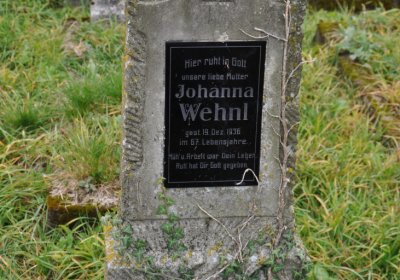 Hier ruht in Gott
unsere liebe Mutter
Johanna
Wehnl
gest. 19. Dez. 1936
im 67. Lebensjahre.
Müh' u. Arbeit war Dein Leben
Ruh' hat Dir Gott gegeben.